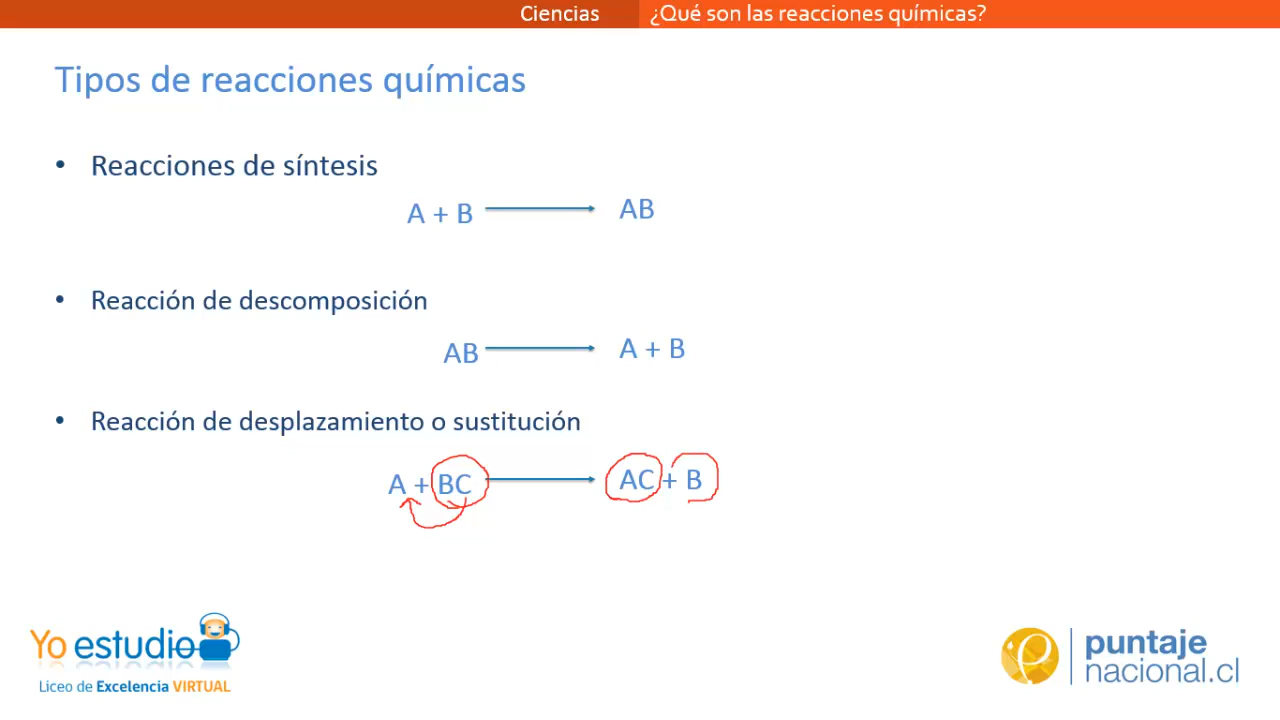 Ciencias ¿Qué son las reacciones químicas?
Tipos de reacciones químicas
• Reacciones de síntesis
A + B AB
• Reacción de descomposición
AB A + B
• Reacción de desplazamiento o sustitución
A + BC AC + B
Yo estudio
Liceo de Excelencia VIRTUAL
puntaje
nacional.cl